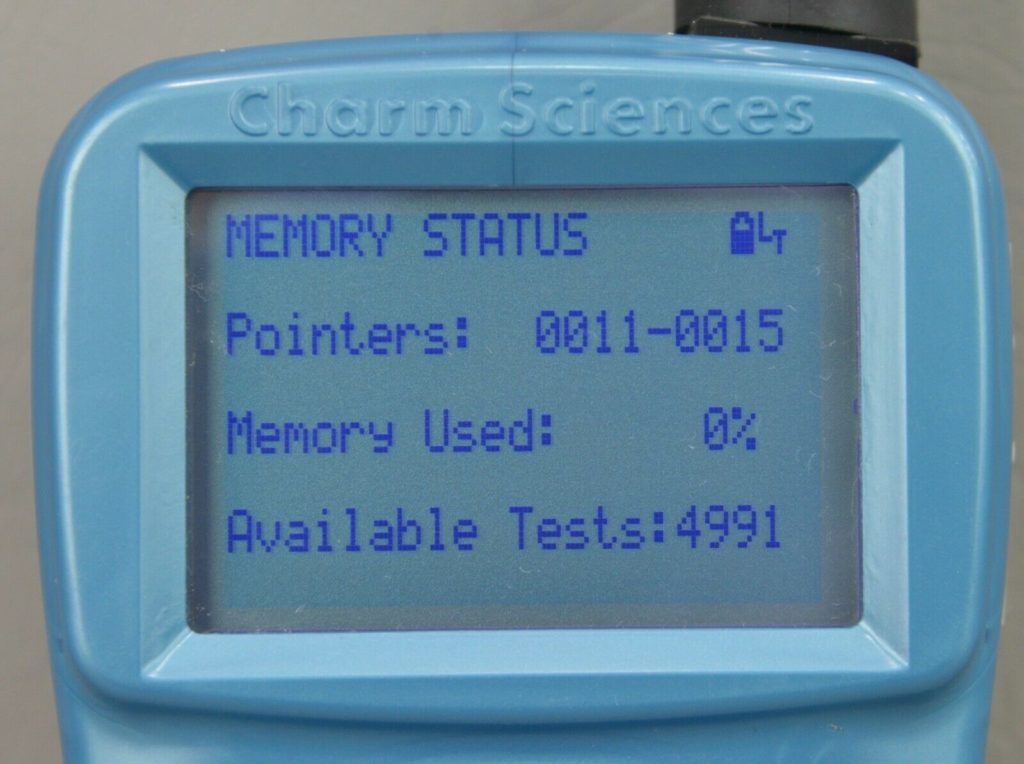 Charm Sciences
MEMORY STATUS
Pointers: 0011-0015
Memory Used: 0%
Available Tests:4991